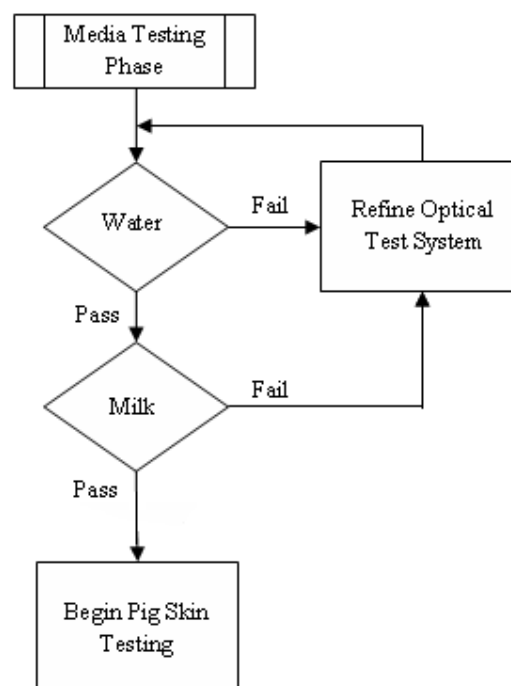 Media Testing
Phase
Water
Fail
Refine Optical
Test System
Pass
Milk
Fail
Pass
Begin Pig Skin
Testing